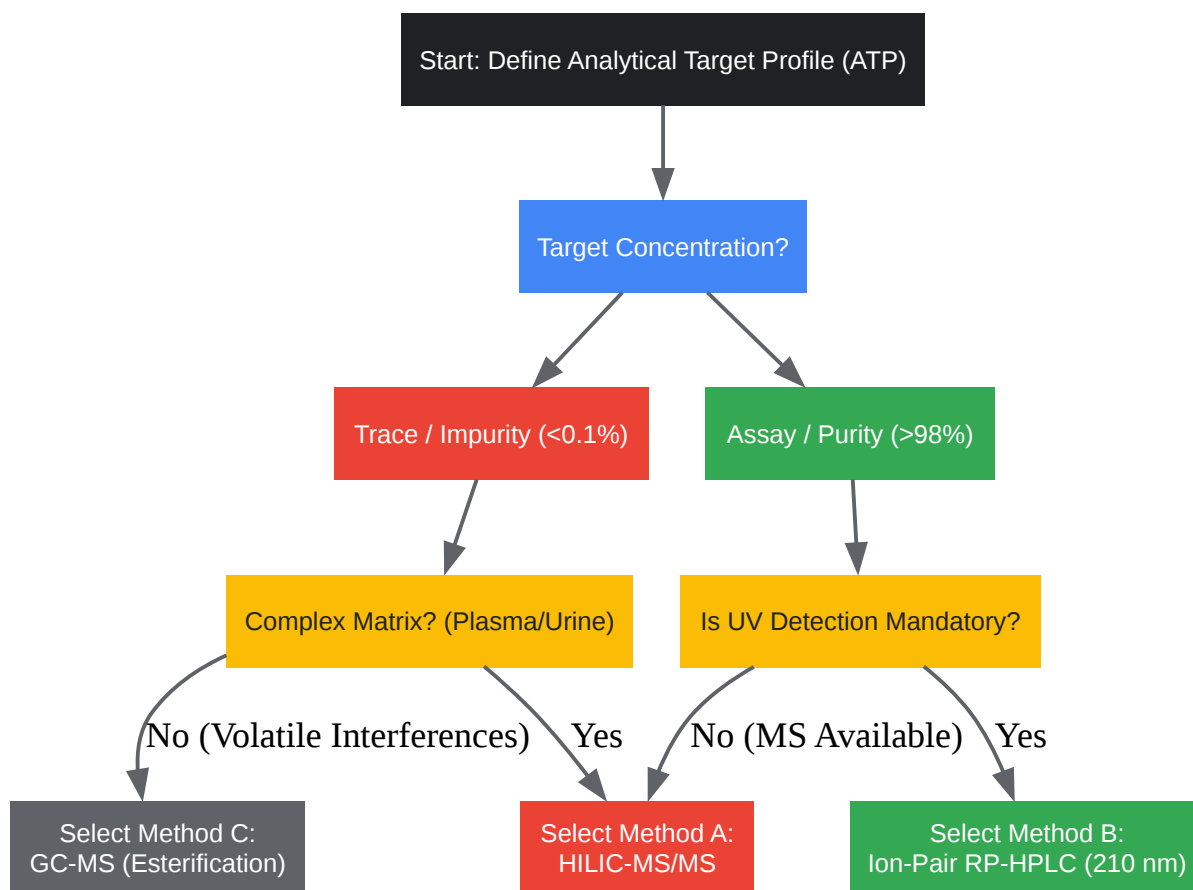 Start: Define Analytical Target Profile (ATP)
Target Concentration?
Trace / Impurity (<0.1%)
Assay / Purity (>98%)
Complex Matrix? (Plasma/Urine)
Is UV Detection Mandatory?
No (Volatile Interferences)
Yes
No (MS Available)
Yes
Select Method C:
GC-MS (Esterification)
Select Method A:
HILIC-MS/MS
Select Method B:
Ion-Pair RP-HPLC (210 nm)